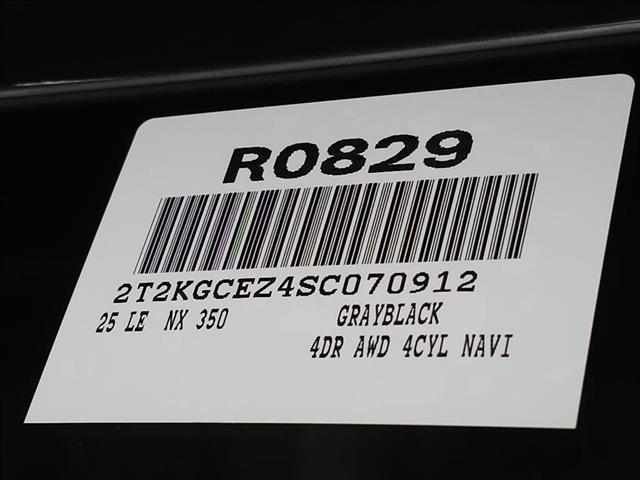 R0829
2T2KGCEZ4SC070912
25 LE NX 350 GRAYBLACK
4DR AWD 4CYL NAVI